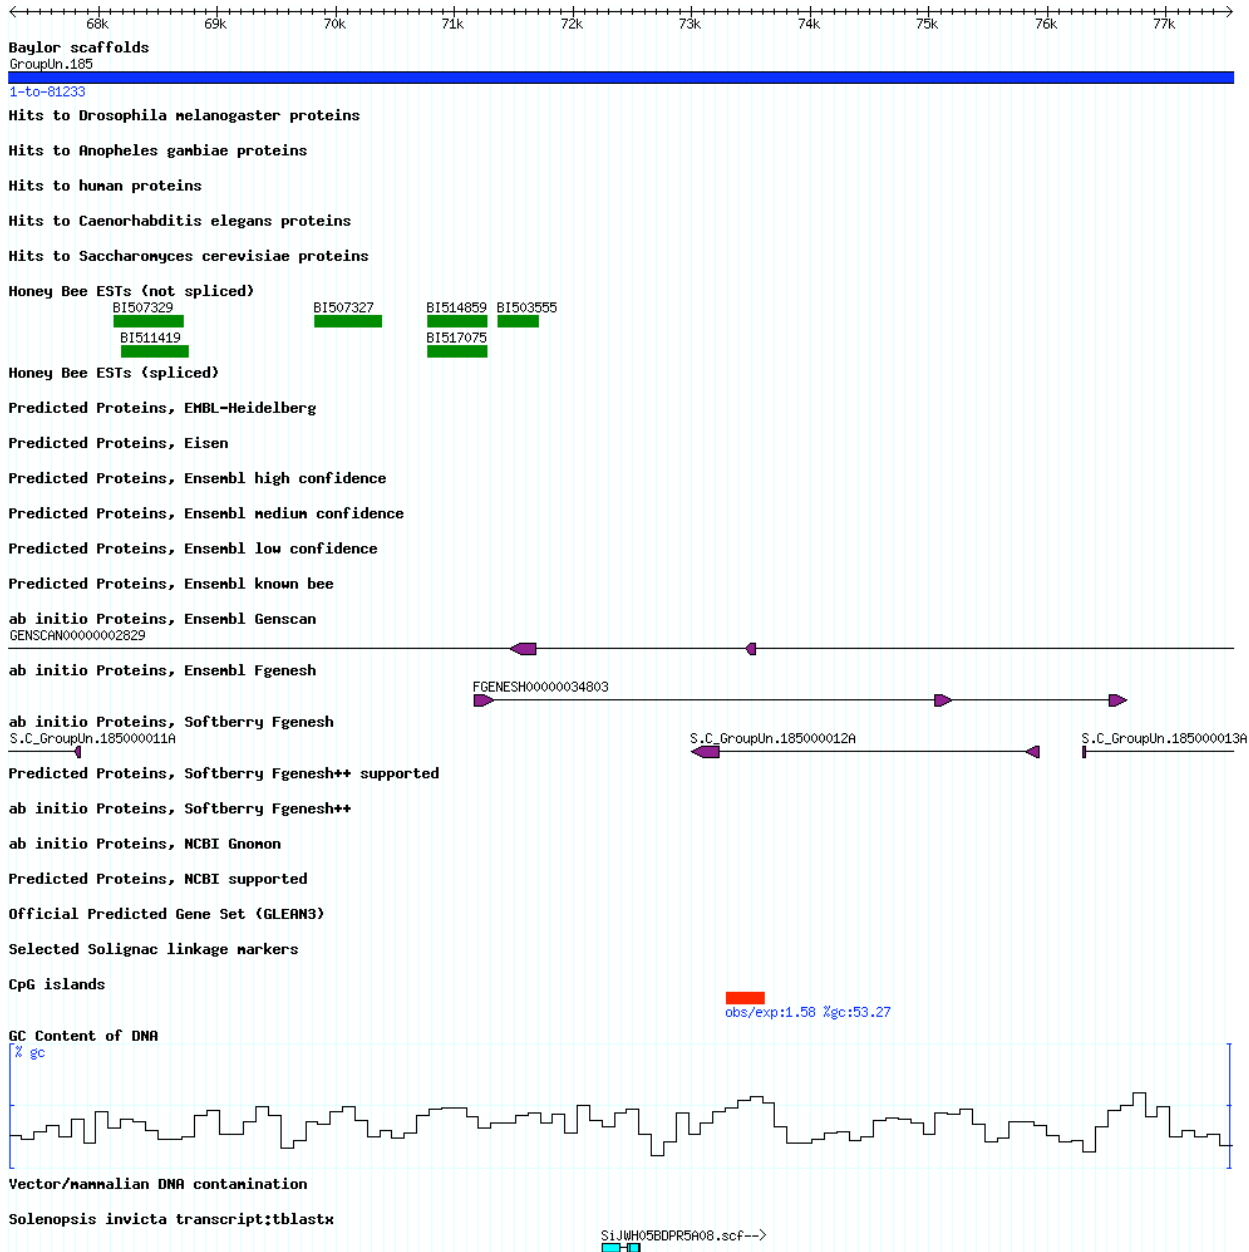 68k 69k 70k 71k 72k 73k 74k 75k 76k 77k
Baylor scaffolds
GroupUn.185
1-to-81233
Hits to Drosophila melanogaster proteins
Hits to Anopheles gambiae proteins
Hits to human proteins
Hits to Caenorhabditis elegans proteins
Hits to Saccharomyces cerevisiae proteins
Honey Bee ESTs (not spliced)
BI507329 BI507327 BI514859 BI503555
BI511419 BI517075
Honey Bee ESTs (spliced)
Predicted Proteins, EMBL-Heidelberg
Predicted Proteins, Eisen
Predicted Proteins, Ensembl high confidence
Predicted Proteins, Ensembl medium confidence
Predicted Proteins, Ensembl low confidence
Predicted Proteins, Ensembl known bee
ab initio Proteins, Ensembl Genscan
GENSCAN00000002829
ab initio Proteins, Ensembl Fgenesh
FGENESH00000034803
ab initio Proteins, Softberry Fgenesh
S.C_GroupUn.185000011A S.C_GroupUn.185000012A S.C_GroupUn.185000013A
Predicted Proteins, Softberry Fgenesh++ supported
ab initio Proteins, Softberry Fgenesh++
ab initio Proteins, NCBI Gnomon
Predicted Proteins, NCBI supported
Official Predicted Gene Set (GLEAN3)
Selected Solignac linkage markers
CpG islands
obs/exp:1.58 %gc:53.27
GC Content of DNA
% gc
Vector/mammalian DNA contamination
Solenopsis invicta transcript:tblastx
SiJWH05BDPR5A08.scf-->